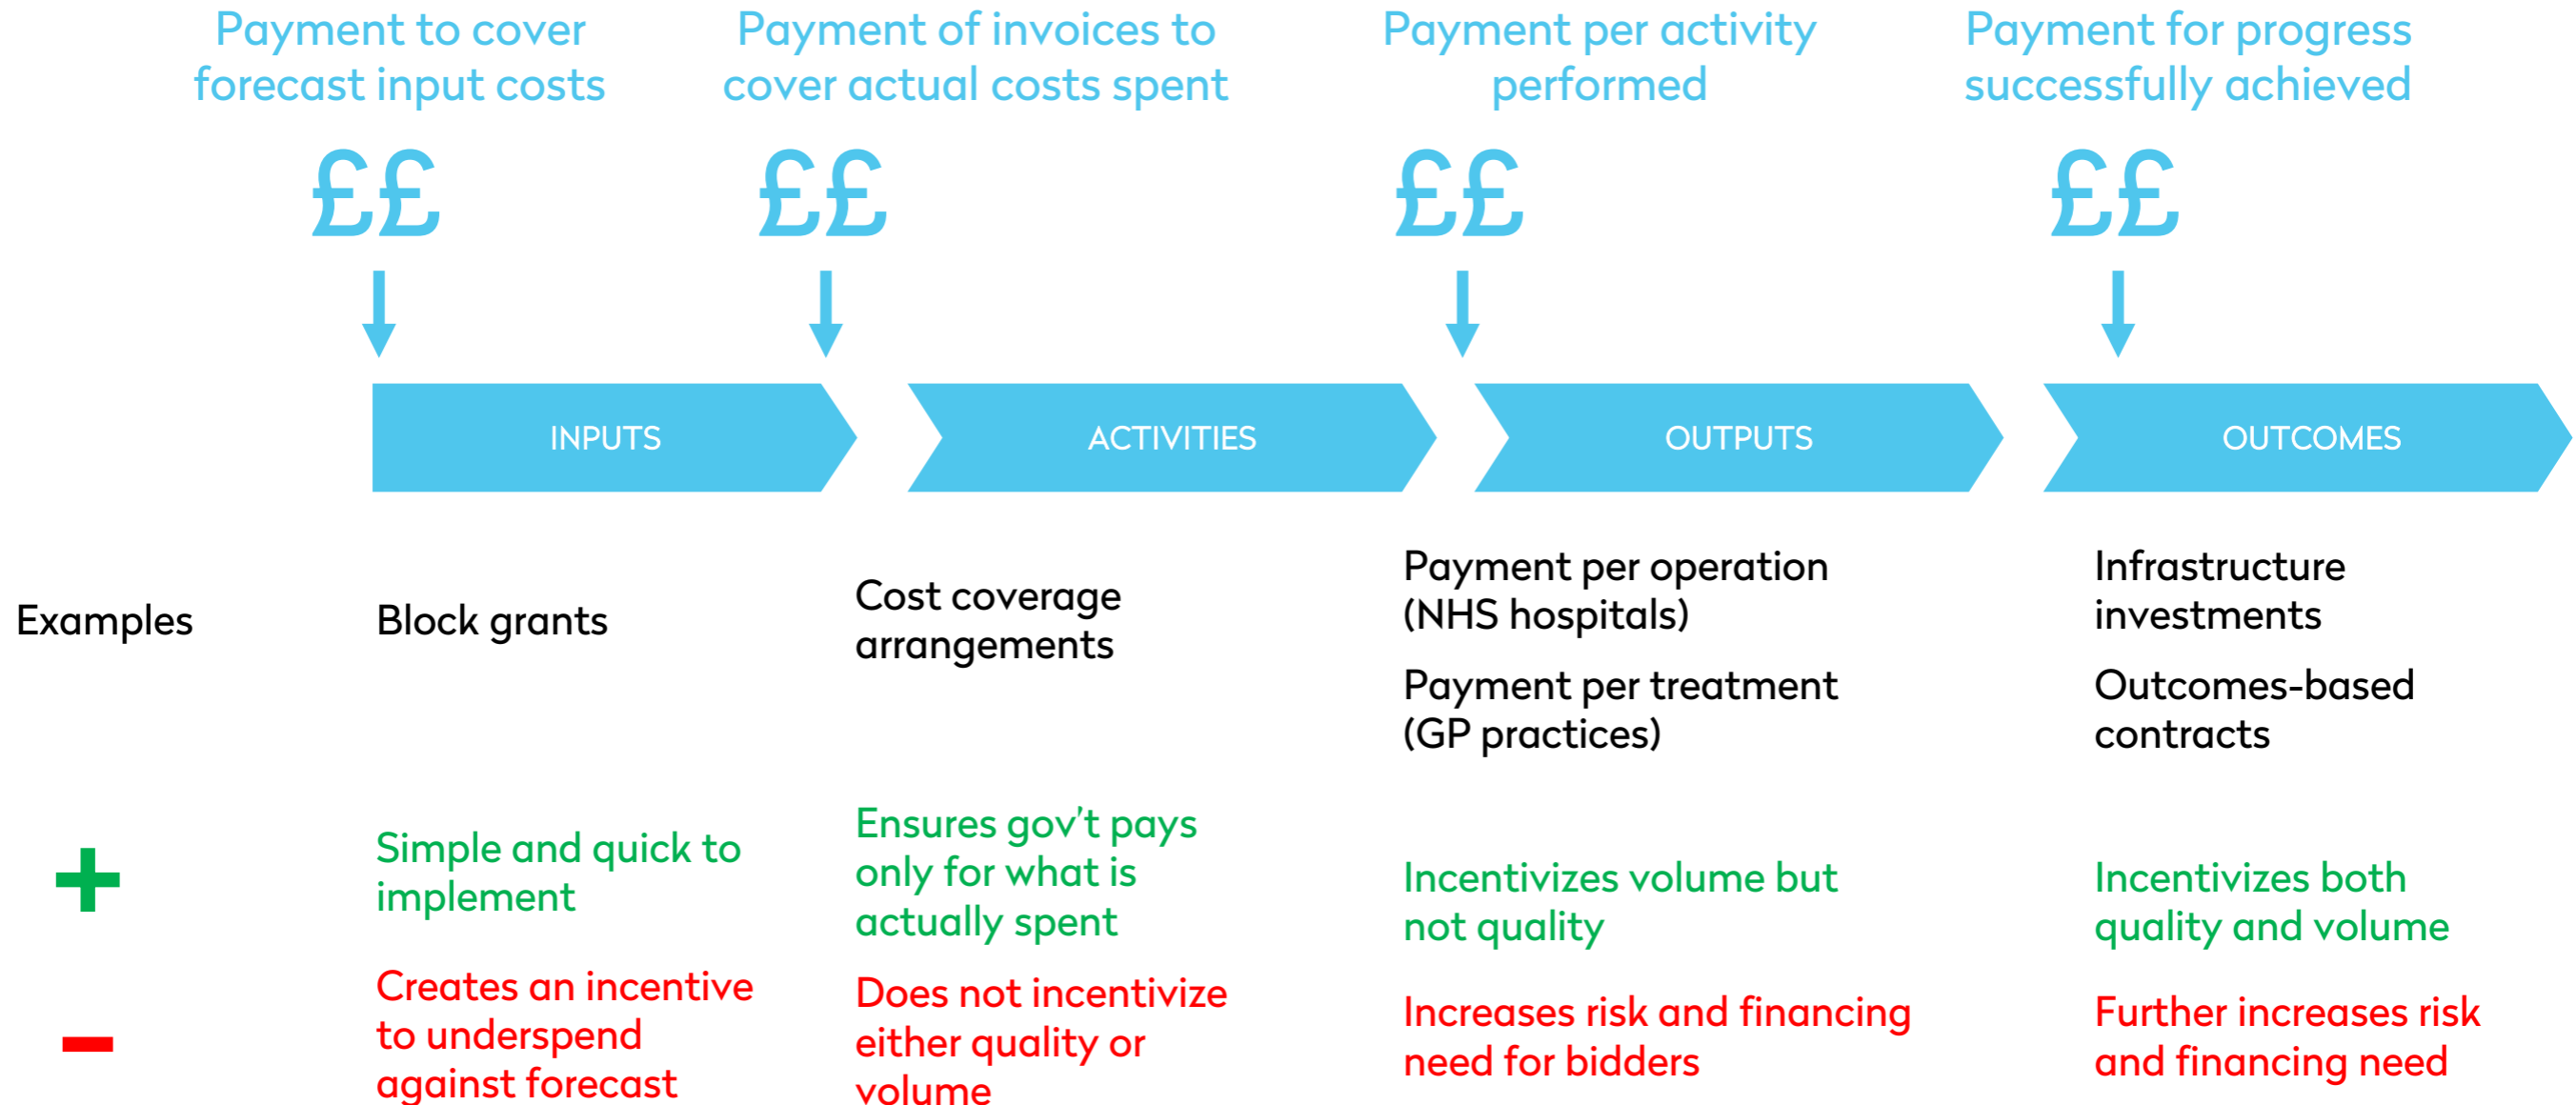 Payment to cover
forecast input costs
Payment of invoices to
cover actual costs spent
Payment per activity
performed
Payment for progress
successfully achieved
££
££
££
££
INPUTS
ACTIVITIES
OUTPUTS
OUTCOMES
Examples
Block grants
Cost coverage
arrangements
Payment per operation
(NHS hospitals)
Payment per treatment
(GP practices)
Infrastructure
investments
Outcomes-based
contracts
+
Simple and quick to
implement
Ensures gov’t pays
only for what is
actually spent
Incentivizes volume but
not quality
Incentivizes both
quality and volume
–
Creates an incentive
to underspend
against forecast
Does not incentivize
either quality or
volume
Increases risk and financing
need for bidders
Further increases risk
and financing need